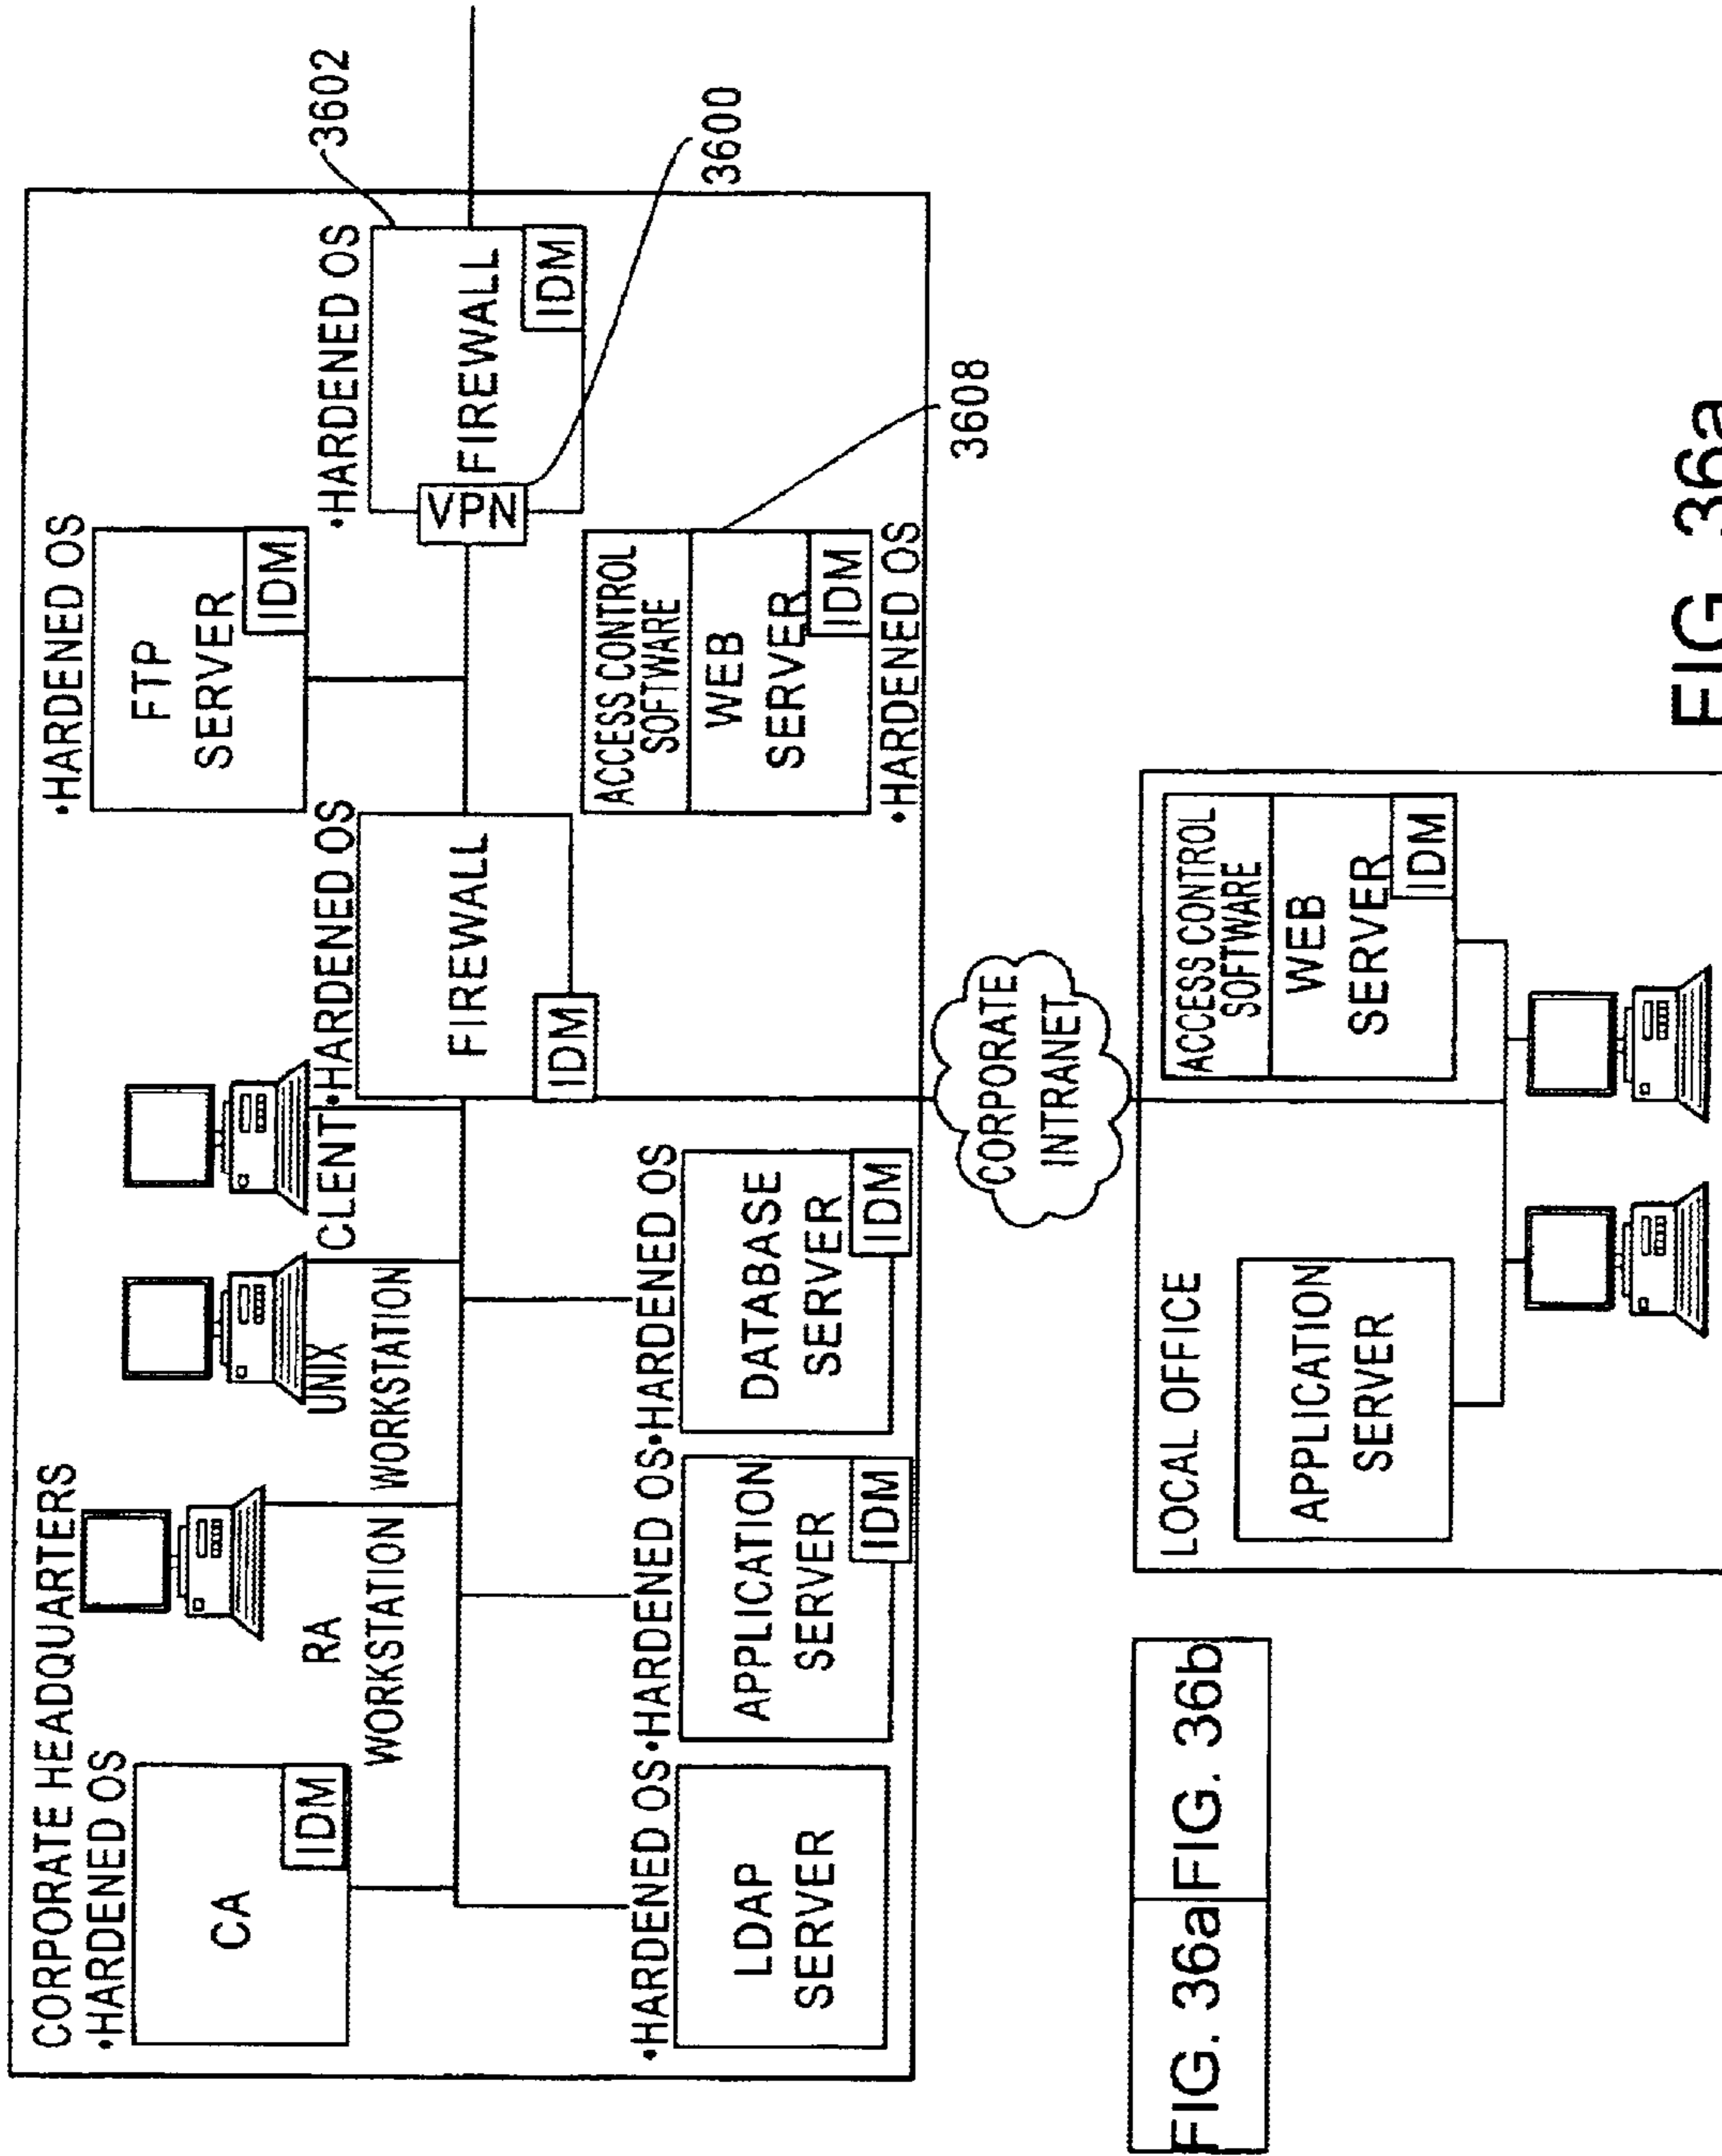 CORPORATE HEADQUARTERS
•HARDENED OS
CA
IDM
RA
WORKSTATION
UNIX
WORKSTATION
CLENT
•HARDENED OS
FIREWALL
IDM
•HARDENED OS
FTP
SERVER
IDM
•HARDENED OS
FIREWALL
IDM
VPN
3602
3600
•HARDENED OS
LDAP
SERVER
•HARDENED OS
APPLICATION
SERVER
IDM
•HARDENED OS
DATABASE
SERVER
IDM
ACCESS CONTROL
SOFTWARE
WEB
SERVER
IDM
•HARDENED OS
3608
CORPORATE
INTRANET
LOCAL OFFICE
APPLICATION
SERVER
ACCESS CONTROL
SOFTWARE
WEB
SERVER
IDM
FIG. 36a
FIG. 36b
FIG. 36a